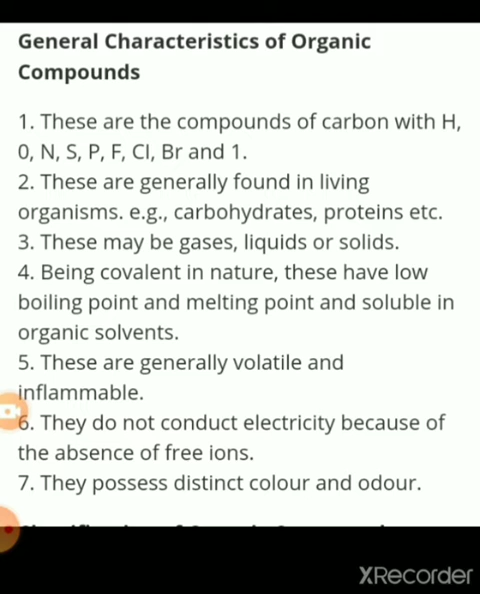 General Characteristics of Organic
Compounds
1. These are the compounds of carbon with H,
0, N, S, P, F, Cl, Br and 1.
2. These are generally found in living
organisms. e.g., carbohydrates, proteins etc.
3. These may be gases, liquids or solids.
4. Being covalent in nature, these have low
boiling point and melting point and soluble in
organic solvents.
5. These are generally volatile and
inflammable.
6. They do not conduct electricity because of
the absence of free ions.
7. They possess distinct colour and odour.
XRecorder